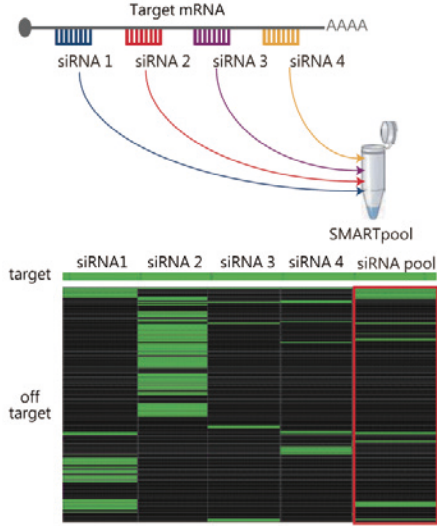 Target mRNA
AAAA
siRNA 1 siRNA 2 siRNA 3 siRNA 4
SMARTpool
siRNA1 siRNA 2 siRNA 3 siRNA 4 siRNA pool
target
off
target